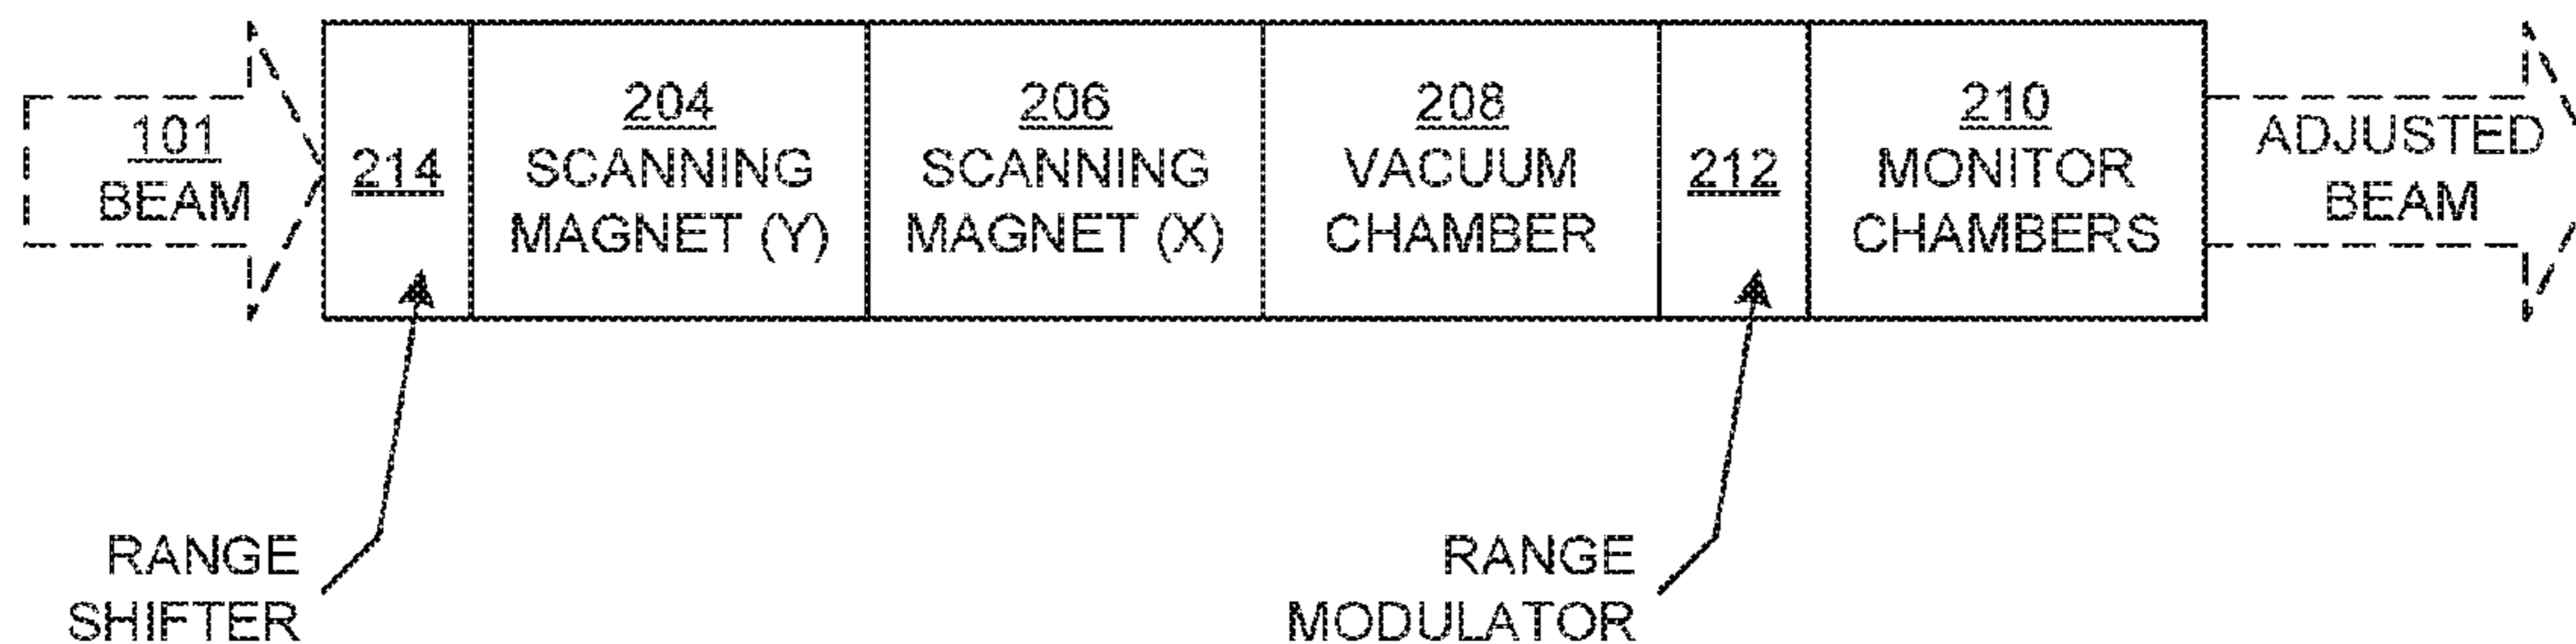 101
BEAM
214
204
SCANNING
MAGNET (Y)
206
SCANNING
MAGNET (X)
208
VACUUM
CHAMBER
212
210
MONITOR
CHAMBERS
ADJUSTED
BEAM
RANGE
SHIFTER
RANGE
MODULATOR